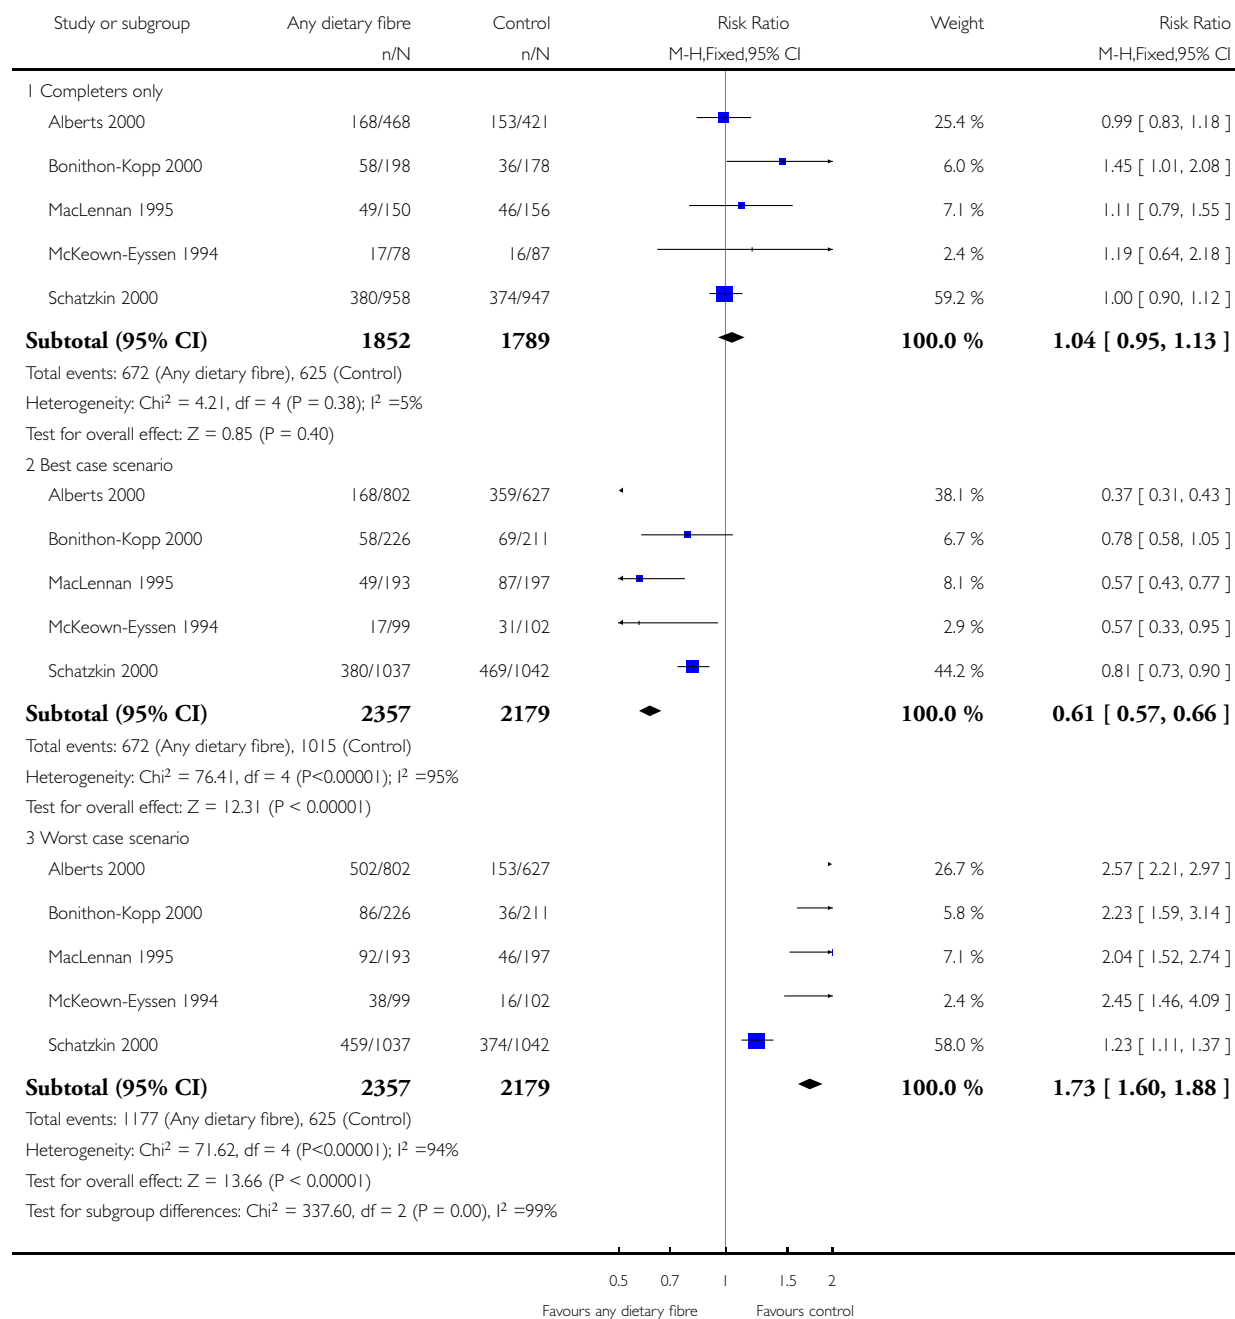 Study or subgroup Any dietary fibre Control Risk Ratio Weight Risk Ratio
n/N n/N M-H,Fixed,95% CI M-H,Fixed,95% CI
1 Completers only
Alberts 2000 168/468 153/421 25.4 % 0.99 [ 0.83, 1.18 ]
Bonithon-Kopp 2000 58/198 36/178 6.0 % 1.45 [ 1.01, 2.08 ]
MacLennan 1995 49/150 46/156 7.1 % 1.11 [ 0.79, 1.55 ]
McKeown-Eyssen 1994 17/78 16/87 2.4 % 1.19 [ 0.64, 2.18 ]
Schatzkin 2000 380/958 374/947 59.2 % 1.00 [ 0.90, 1.12 ]
Subtotal (95% CI) 1852 1789 100.0 % 1.04 [ 0.95, 1.13 ]
Total events: 672 (Any dietary fibre), 625 (Control)
Heterogeneity: Chi² = 4.21, df = 4 (P = 0.38); I² =5%
Test for overall effect: Z = 0.85 (P = 0.40)
2 Best case scenario
Alberts 2000 168/802 359/627 38.1 % 0.37 [ 0.31, 0.43 ]
Bonithon-Kopp 2000 58/226 69/211 6.7 % 0.78 [ 0.58, 1.05 ]
MacLennan 1995 49/193 87/197 8.1 % 0.57 [ 0.43, 0.77 ]
McKeown-Eyssen 1994 17/99 31/102 2.9 % 0.57 [ 0.33, 0.95 ]
Schatzkin 2000 380/1037 469/1042 44.2 % 0.81 [ 0.73, 0.90 ]
Subtotal (95% CI) 2357 2179 100.0 % 0.61 [ 0.57, 0.66 ]
Total events: 672 (Any dietary fibre), 1015 (Control)
Heterogeneity: Chi² = 76.41, df = 4 (P<0.00001); I² =95%
Test for overall effect: Z = 12.31 (P < 0.00001)
3 Worst case scenario
Alberts 2000 502/802 153/627 26.7 % 2.57 [ 2.21, 2.97 ]
Bonithon-Kopp 2000 86/226 36/211 5.8 % 2.23 [ 1.59, 3.14 ]
MacLennan 1995 92/193 46/197 7.1 % 2.04 [ 1.52, 2.74 ]
McKeown-Eyssen 1994 38/99 16/102 2.4 % 2.45 [ 1.46, 4.09 ]
Schatzkin 2000 459/1037 374/1042 58.0 % 1.23 [ 1.11, 1.37 ]
Subtotal (95% CI) 2357 2179 100.0 % 1.73 [ 1.60, 1.88 ]
Total events: 1177 (Any dietary fibre), 625 (Control)
Heterogeneity: Chi² = 71.62, df = 4 (P<0.00001); I² =94%
Test for overall effect: Z = 13.66 (P < 0.00001)
Test for subgroup differences: Chi² = 337.60, df = 2 (P = 0.00), I² =99%
0.5 0.7 1 1.5 2
Favours any dietary fibre Favours control